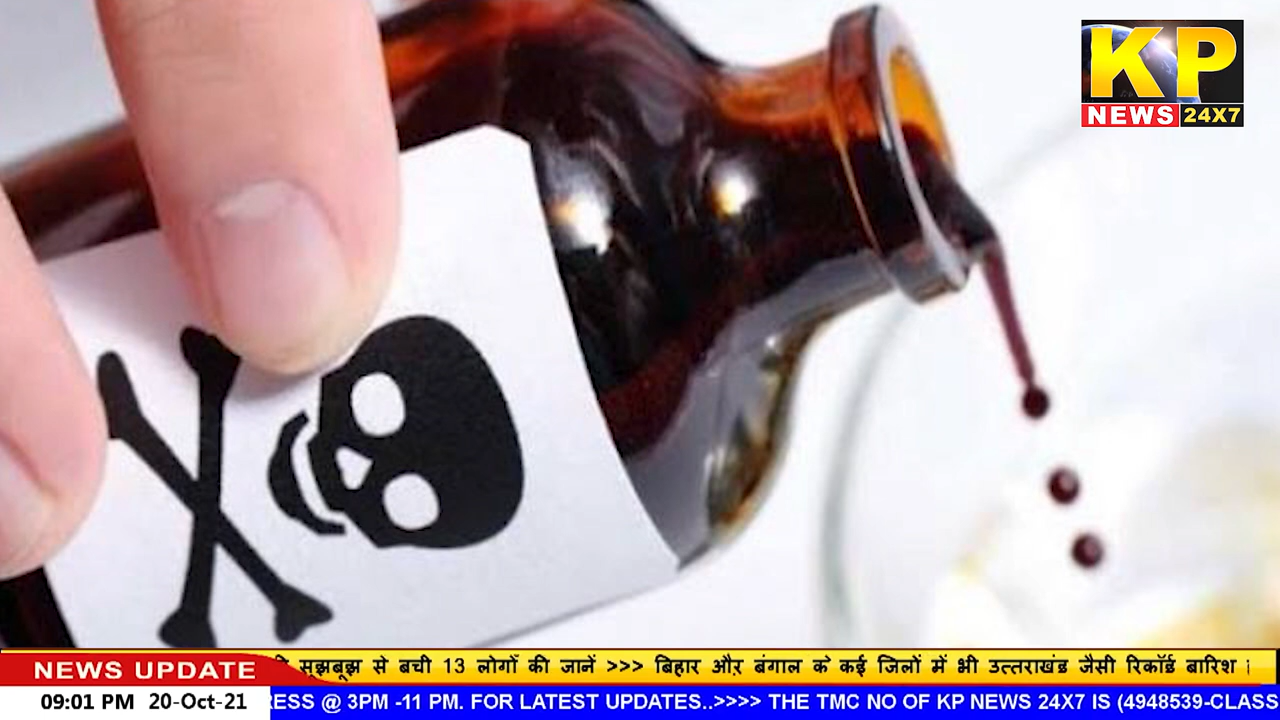 KP
NEWS 24X7
NEWS UPDATE
सूझबूझ से बची 13 लोगों की जानें >>> बिहार और बंगाल के कई जिलों में भी उत्तराखंड जैसी रिकॉर्ड बारिश
09:01 PM 20-Oct-21
RESS @ 3PM -11 PM. FOR LATEST UPDATES..>>>> THE TMC NO OF KP NEWS 24X7 IS (4948539-CLASS